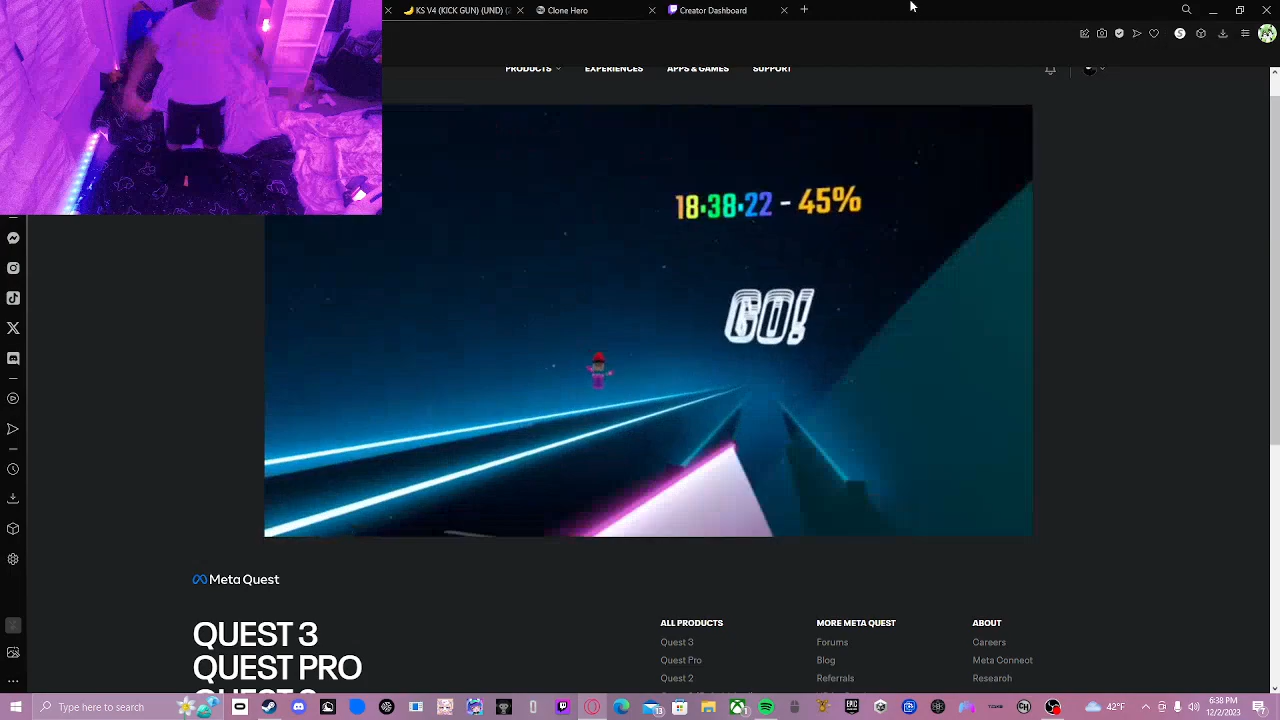 KS V4 (KICK GUN) (UND) (
Clone Hero
Creator Dashboard
PRODUCTS
EXPERIENCES
APPS & GAMES
SUPPORT
18:38:22 - 45%
GO!
Meta Quest
QUEST 3
QUEST PRO
ALL PRODUCTS
Quest 3
Quest Pro
Quest 2
MORE META QUEST
Forums
Blog
Referrals
ABOUT
Careers
Meta Connect
Research
Type here to search
52°F
6:38 PM
12/2/2023